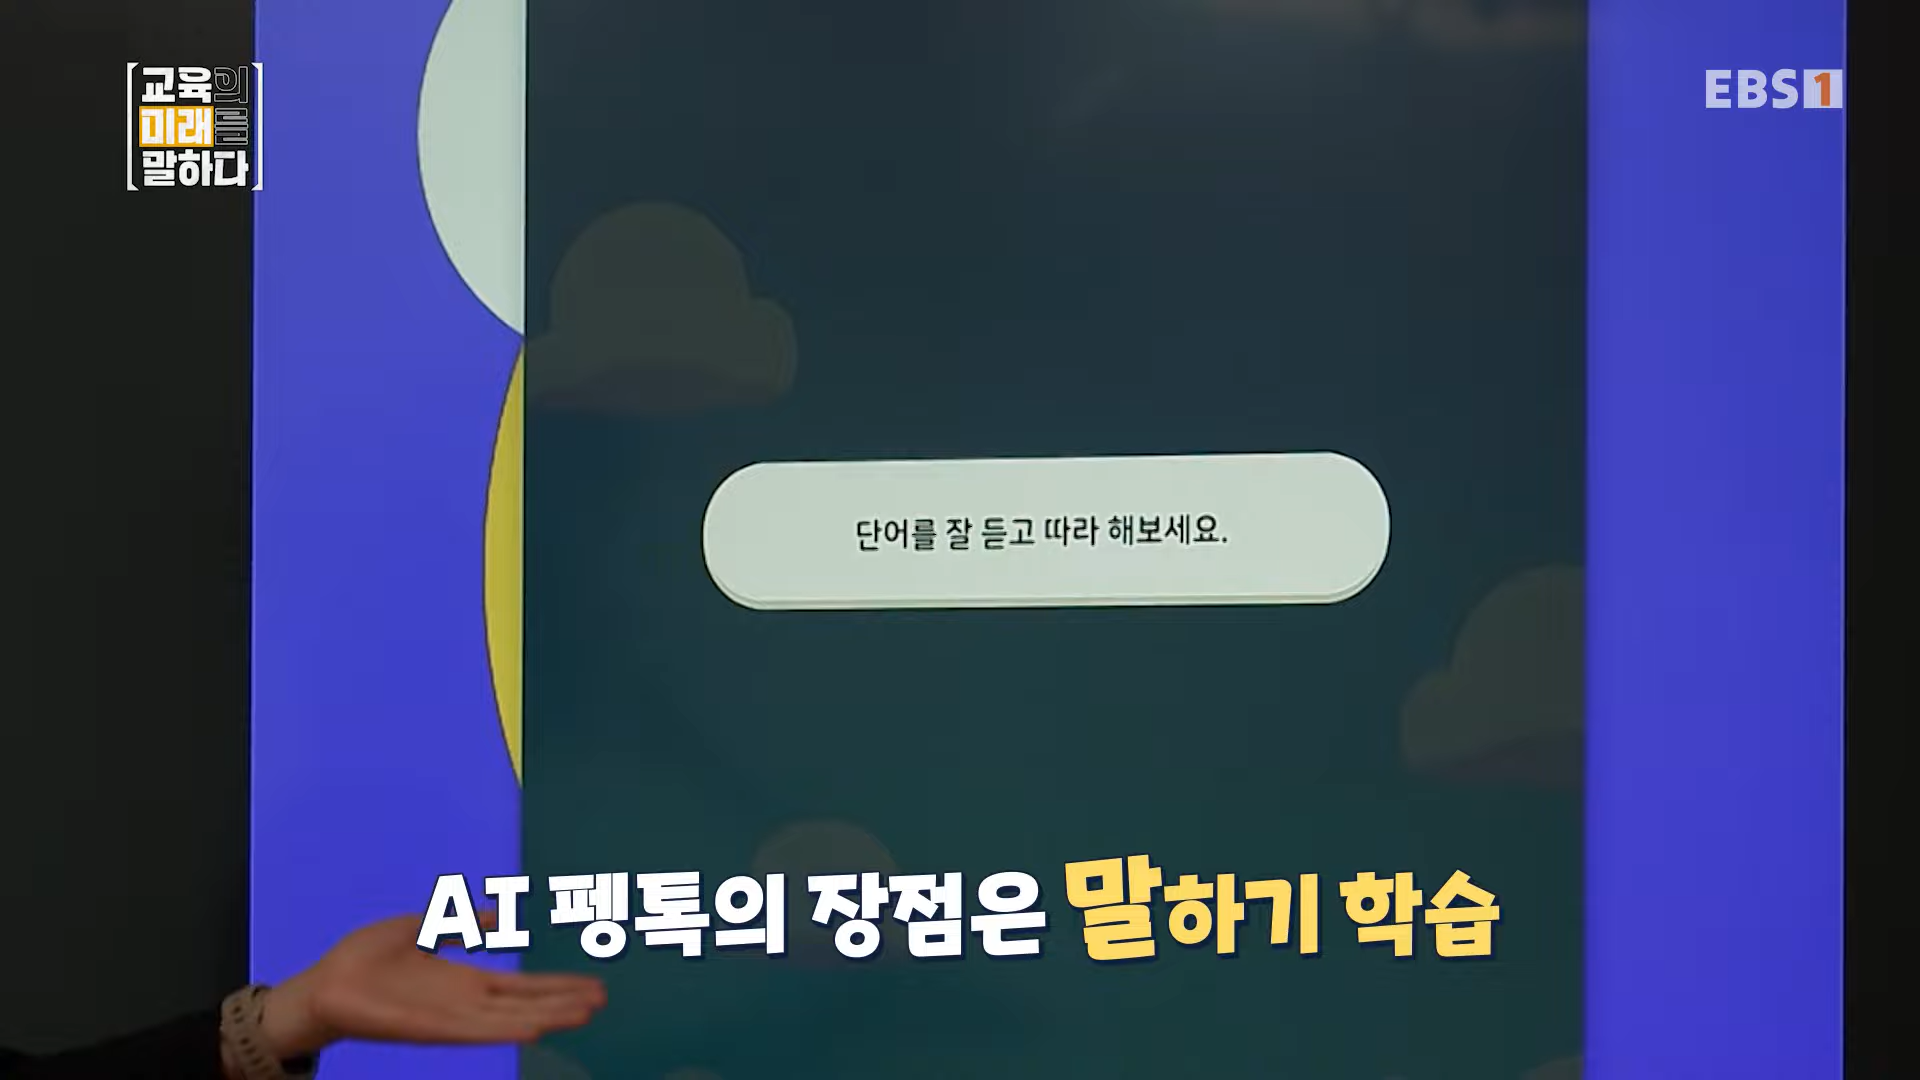 교육의
미래를
말하다
EBS1
단어를 잘 듣고 따라 해보세요.
AI 펭톡의 장점은 말하기 학습